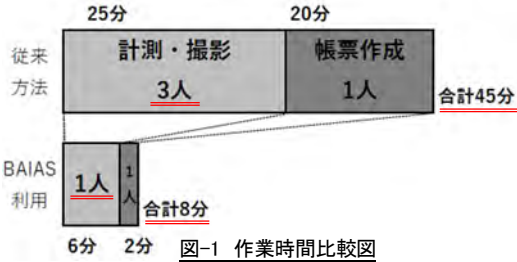 25分 20分
従来
方法
計測・撮影
3人
帳票作成
1人
合計45分
BAIAS
利用
1人
1
人
合計8分
6分 2分
図-1 作業時間比較図